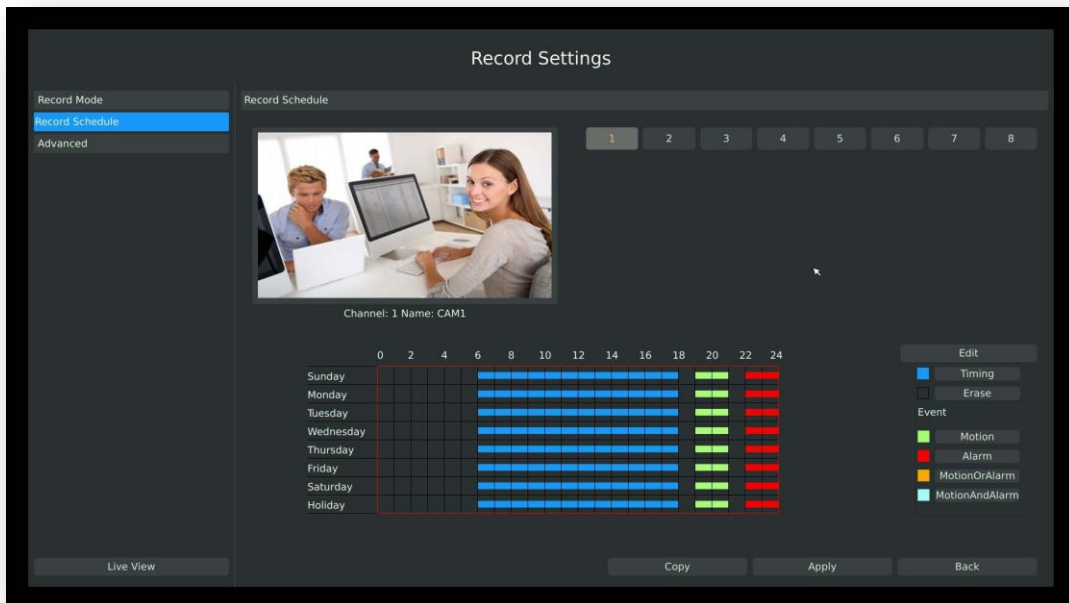 Record Settings
Record Mode
Record Schedule
Advanced
Record Schedule
1 2 3 4 5 6 7 8
Channel: 1 Name: CAM1
0 2 4 6 8 10 12 14 16 18 20 22 24
Sunday
Monday
Tuesday
Wednesday
Thursday
Friday
Saturday
Holiday
Edit
Timing
Erase
Event
Motion
Alarm
MotionOrAlarm
MotionAndAlarm
Live View
Copy Apply Back